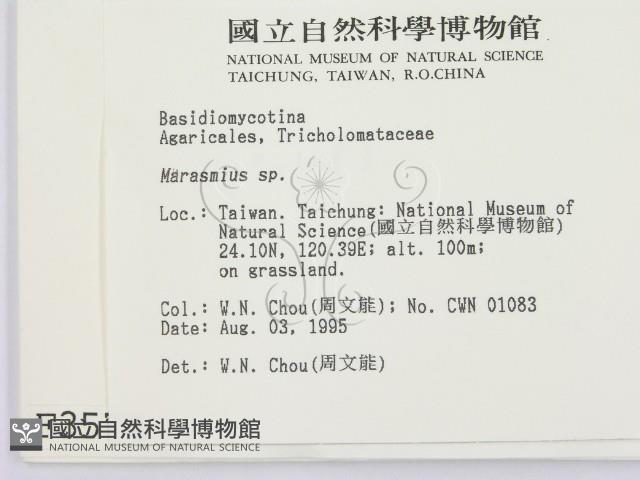 國立自然科學博物館
NATIONAL MUSEUM OF NATURAL SCIENCE
TAICHUNG, TAIWAN, R.O.CHINA
Basidiomycotina
Agaricales, Tricholomataceae
Marasmius sp.
Loc.: Taiwan. Taichung: National Museum of
Natural Science(國立自然科學博物館)
24.10N, 120.39E; alt. 100m;
on grassland.
Col.: W.N. Chou(周文能); No. CWN 01083
Date: Aug. 03, 1995
Det.: W.N. Chou(周文能)
國立自然科學博物館
NATIONAL MUSEUM OF NATURAL SCIENCE